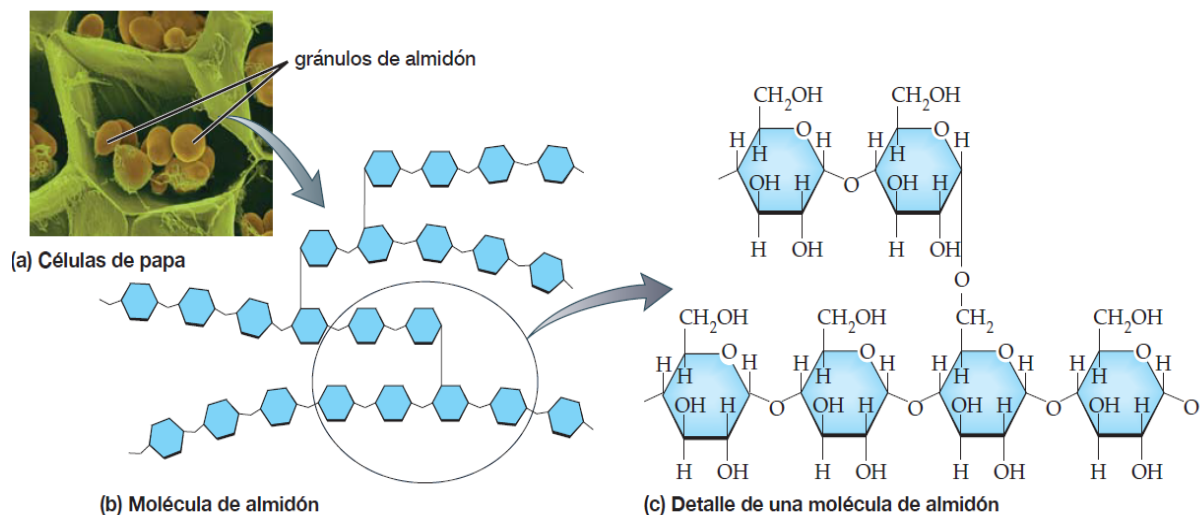 gránulos de almidón
(a) Células de papa
(b) Molécula de almidón
CH₂OH CH₂OH
O O
H H H H H H
OH H OH H
O
H OH H OH
O
CH₂OH CH₂OH CH₂ CH₂OH
O O O O
H H H H H H H H H H H H
OH H OH H OH H OH H
O O O O
H OH H OH H OH H OH
(c) Detalle de una molécula de almidón